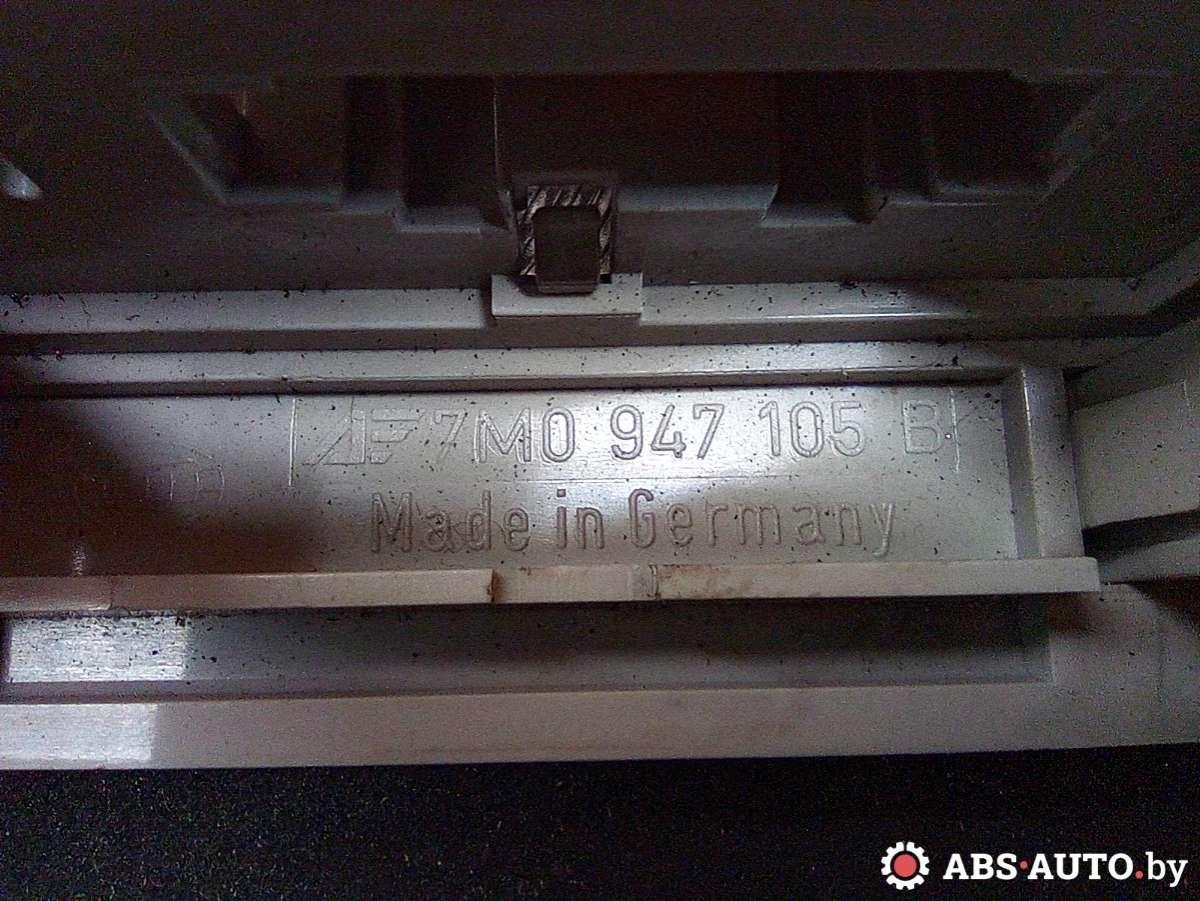 7M0 947 105 B
Made in Germany
ABS·AUTO.by